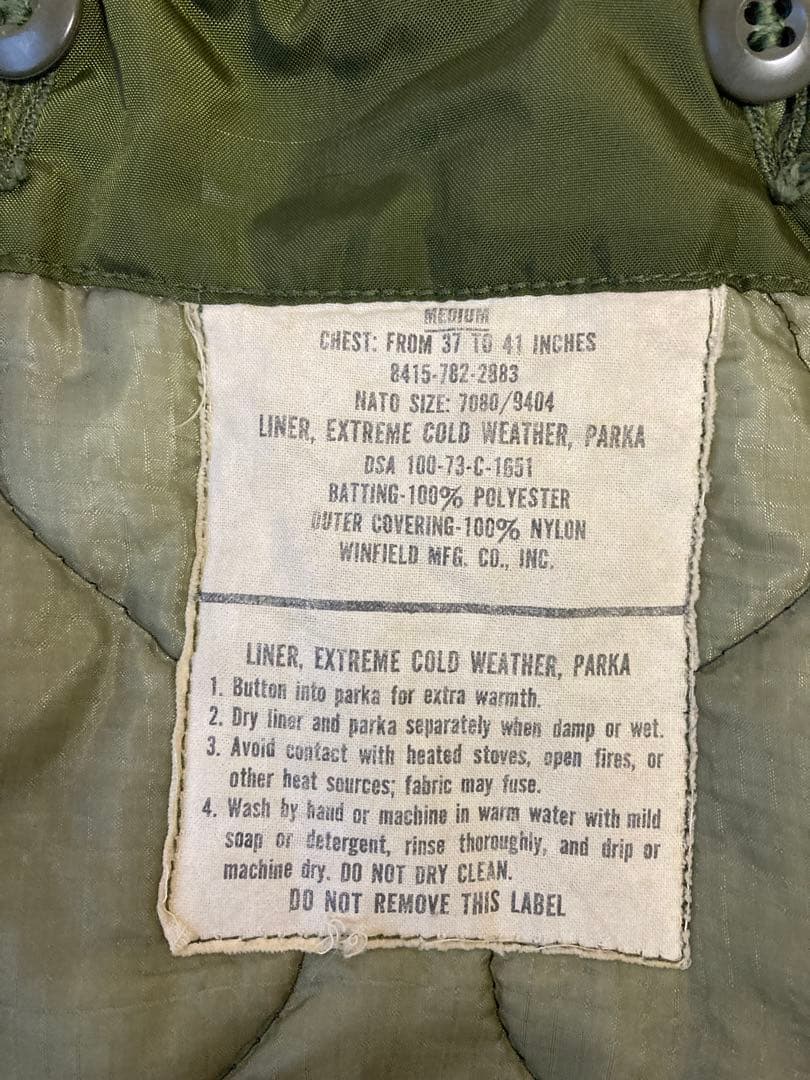 MEDIUM
CHEST: FROM 37 TO 41 INCHES
8415-782-2883
NATO SIZE: 7080/9404
LINER, EXTREME COLD WEATHER, PARKA
DSA 100-73-C-1651
BATTING-100% POLYESTER
OUTER COVERING-100% NYLON
WINFIELD MFG. CO., INC.
LINER, EXTREME COLD WEATHER, PARKA
1. Button into parka for extra warmth.
2. Dry liner and parka separately when damp or wet.
3. Avoid contact with heated stoves, open fires, or
other heat sources; fabric may fuse.
4. Wash by hand or machine in warm water with mild
soap or detergent, rinse thoroughly, and drip or
machine dry. DO NOT DRY CLEAN.
DO NOT REMOVE THIS LABEL